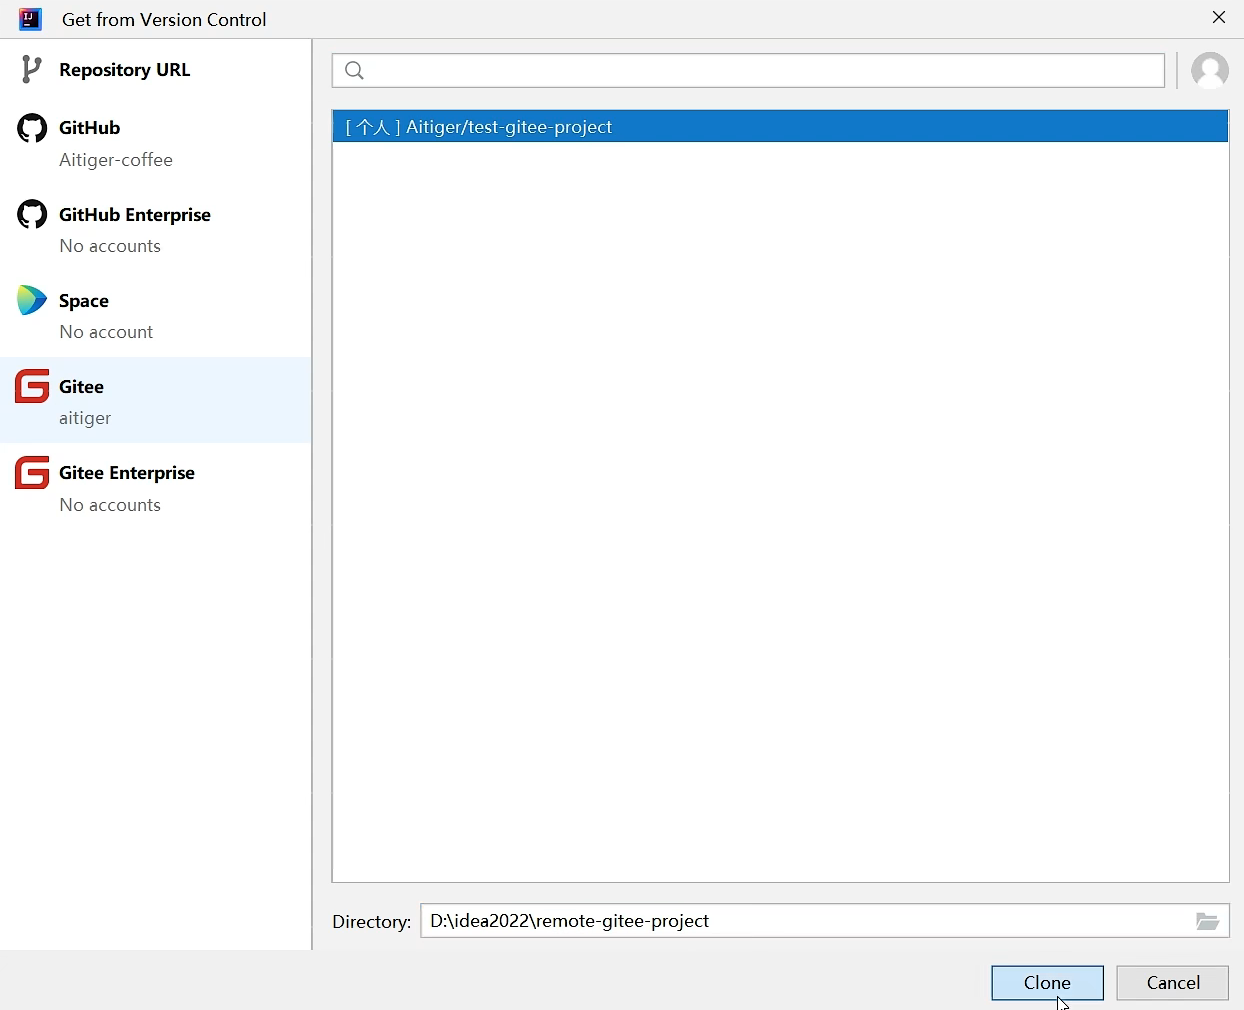 Get from Version Control
Repository URL
GitHub
Aitiger-coffee
GitHub Enterprise
No accounts
Space
No account
Gitee
aitiger
Gitee Enterprise
No accounts
[ 个人 ] Aitiger/test-gitee-project
Directory: D:\idea2022\remote-gitee-project
Clone Cancel